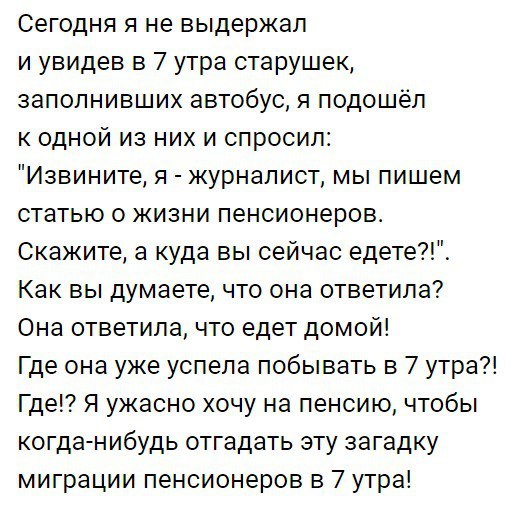 Сегодня я не выдержал
и увидев в 7 утра старушек,
заполнивших автобус, я подошёл
к одной из них и спросил:
"Извините, я - журналист, мы пишем
статью о жизни пенсионеров.
Скажите, а куда вы сейчас едете?!".
Как вы думаете, что она ответила?
Она ответила, что едет домой!
Где она уже успела побывать в 7 утра?!
Где!? Я ужасно хочу на пенсию, чтобы
когда-нибудь отгадать эту загадку
миграции пенсионеров в 7 утра!